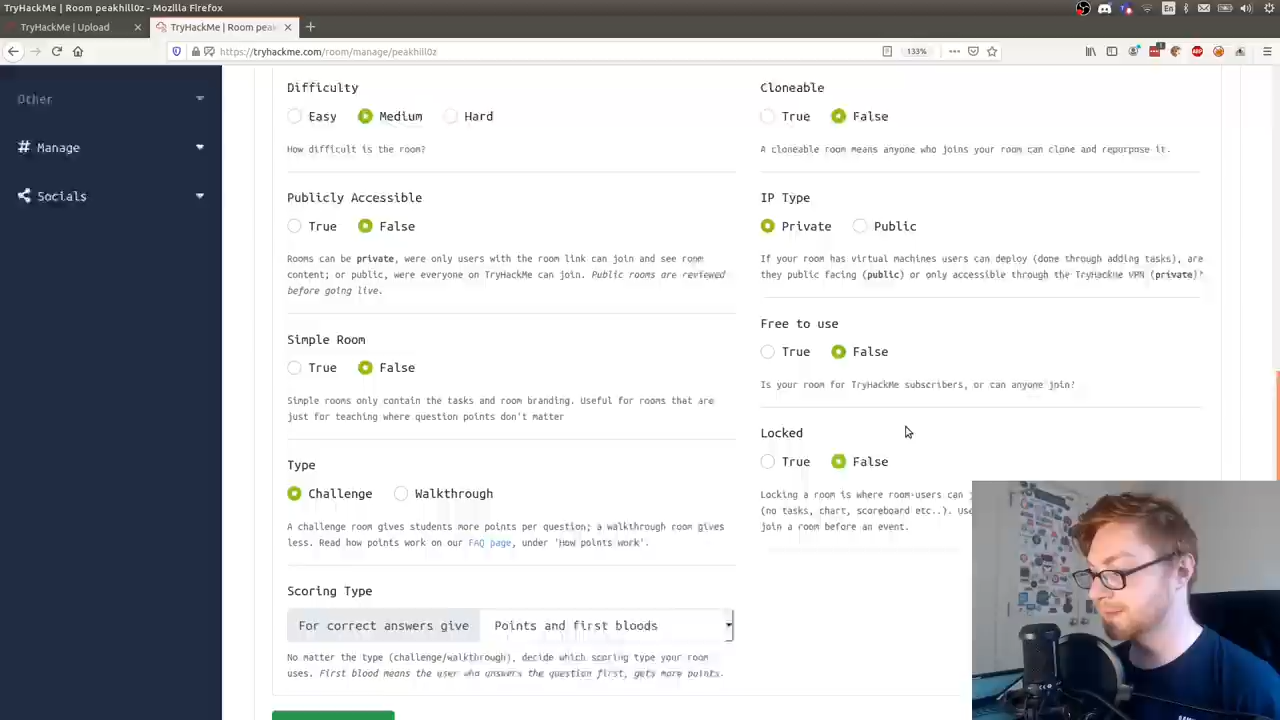 TryHackMe | Room peakhill0z - Mozilla Firefox
TryHackMe | Upload
TryHackMe | Room peak
https://tryhackme.com/room/manage/peakhill0z
133%
En
Other
Manage
Socials
Difficulty
Easy
Medium
Hard
How difficult is the room?
Publicly Accessible
True
False
Rooms can be private, were only users with the room link can join and see room
content; or public, were everyone on TryHackMe can join. Public rooms are reviewed
before going live.
Simple Room
True
False
Simple rooms only contain the tasks and room branding. Useful for rooms that are
just for teaching where question points don't matter
Type
Challenge
Walkthrough
A challenge room gives students more points per question; a walkthrough room gives
less. Read how points work on our FAQ page, under 'How points work'.
Scoring Type
For correct answers give
Points and first bloods
No matter the type (challenge/walkthrough), decide which scoring type your room
uses. First blood means the user who answers the question first, gets more points.
Cloneable
True
False
A cloneable room means anyone who joins your room can clone and repurpose it.
IP Type
Private
Public
If your room has virtual machines users can deploy (done through adding tasks), are
they public facing (public) or only accessible through the TryHackMe VPN (private)
Free to use
True
False
Is your room for TryHackMe subscribers, or can anyone join?
Locked
True
False
Locking a room is where room-users can
(no tasks, chart, scoreboard etc..). Use
join a room before an event.